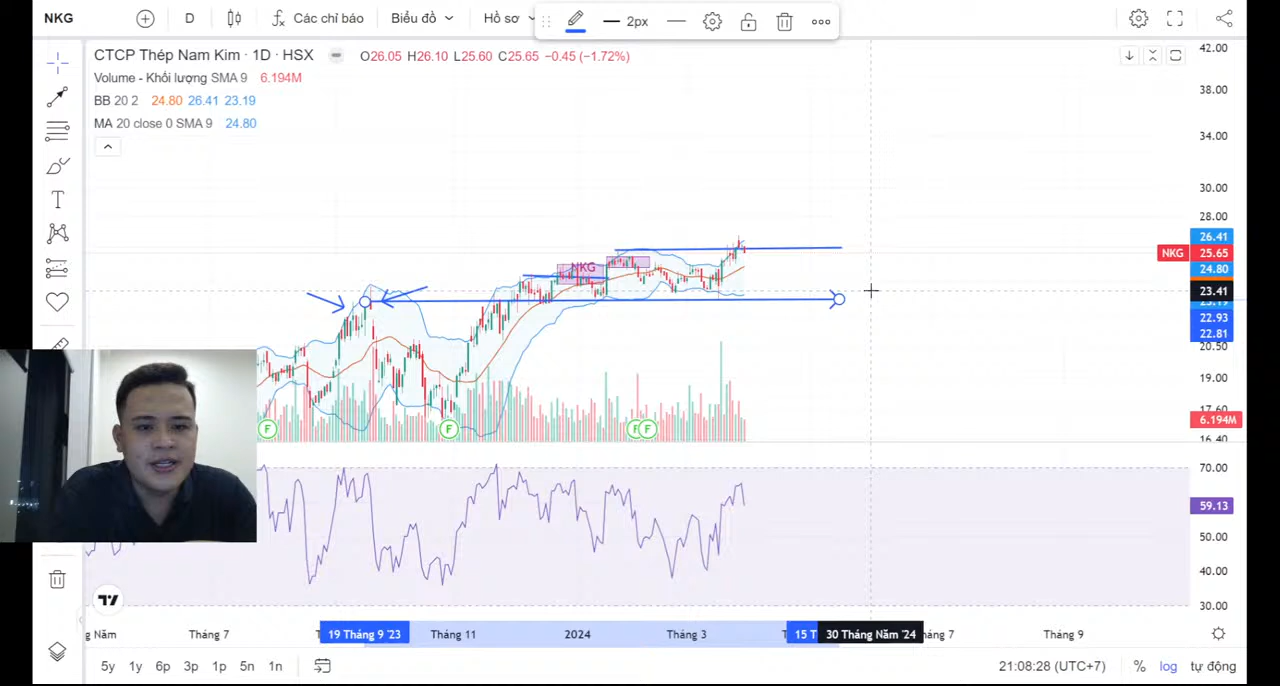 NKG D Các chỉ báo Biểu đồ Hồ sơ 2px
CTCP Thép Nam Kim · 1D · HSX O26.05 H26.10 L25.60 C25.65 −0.45 (−1.72%)
Volume - Khối lượng SMA 9 6.194M
BB 20 2 24.80 26.41 23.19
MA 20 close 0 SMA 9 24.80
42.00
38.00
34.00
30.00
28.00
26.41
NKG 25.65
24.80
23.41
23.19
22.93
22.81
20.50
19.00
17.60
6.194M
16.40
NKG
F F F F
70.00
59.13
50.00
40.00
30.00
g Năm Tháng 7 19 Tháng 9 '23 Tháng 11 2024 Tháng 3 15 T 30 Tháng Năm '24 háng 7 Tháng 9
5y 1y 6p 3p 1p 5n 1n 21:08:28 (UTC+7) % log tự động